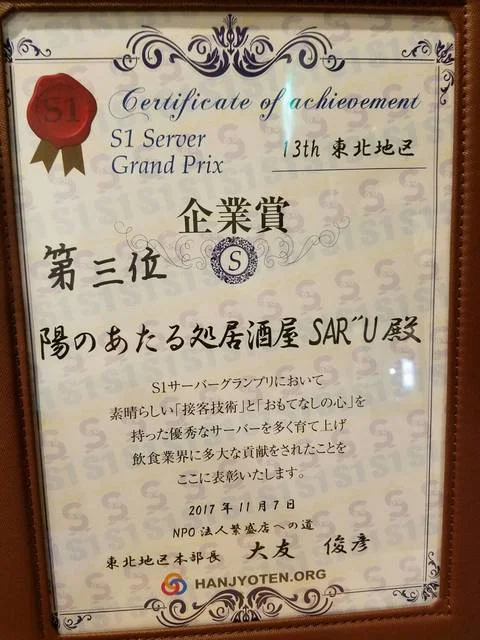 S1
Certificate of achievement
S1 Server
Grand Prix
13th 東北地区
企業賞
S
第三位
陽のあたる処居酒屋 SAR"U 殿
S1サーバーグランプリにおいて
素晴らしい「接客技術」と「おもてなしの心」を
持った優秀なサーバーを多く育て上げ
飲食業界に多大な貢献をされたことを
ここに表彰いたします。
2017年11月7日
NPO法人繁盛店への道
東北地区本部長 大友 俊彦
HANJYOTEN.ORG